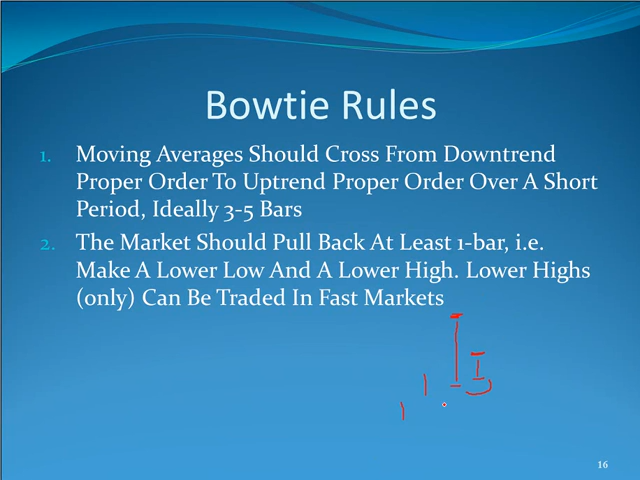 Bowtie Rules
1. Moving Averages Should Cross From Downtrend
Proper Order To Uptrend Proper Order Over A Short
Period, Ideally 3-5 Bars
2. The Market Should Pull Back At Least 1-bar, i.e.
Make A Lower Low And A Lower High. Lower Highs
(only) Can Be Traded In Fast Markets
16